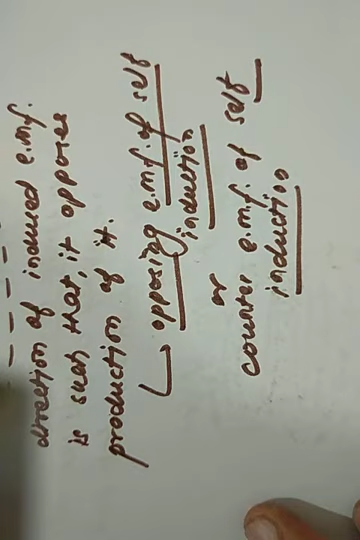 direction of induced e.m.f.
is such that, it opposes
production of it.
opposing e.m.f. of self
induction
or
counter e.m.f. of self
induction